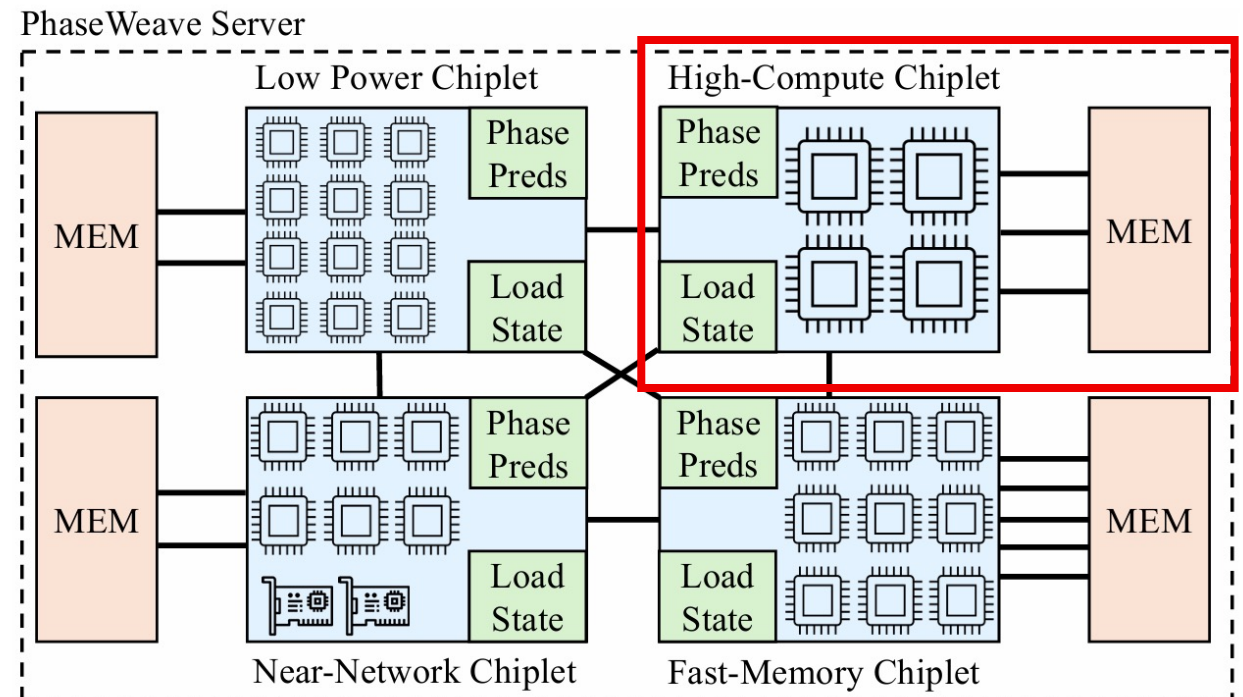 PhaseWeave Server
Low Power Chiplet
High-Compute Chiplet
MEM
Phase
Preds
Load
State
Phase
Preds
Load
State
MEM
MEM
Phase
Preds
Load
State
Phase
Preds
Load
State
MEM
Near-Network Chiplet
Fast-Memory Chiplet